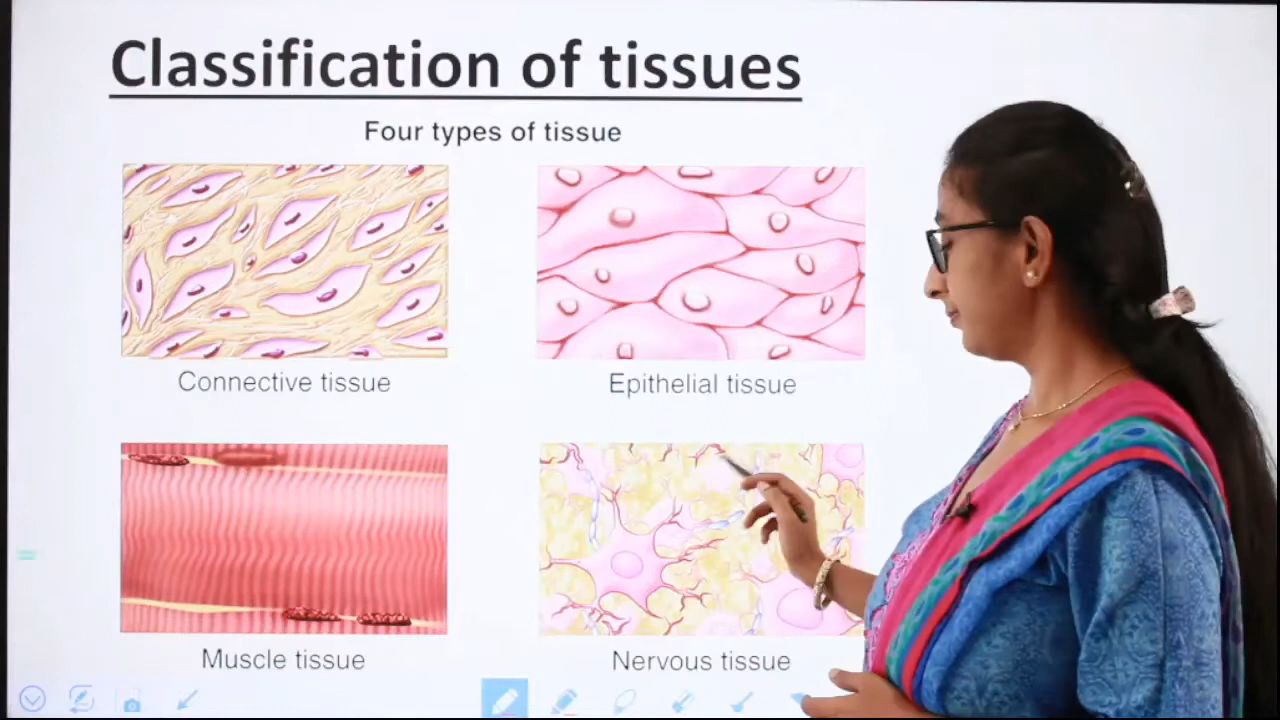 Classification of tissues
Four types of tissue
Connective tissue
Epithelial tissue
Muscle tissue
Nervous tissue